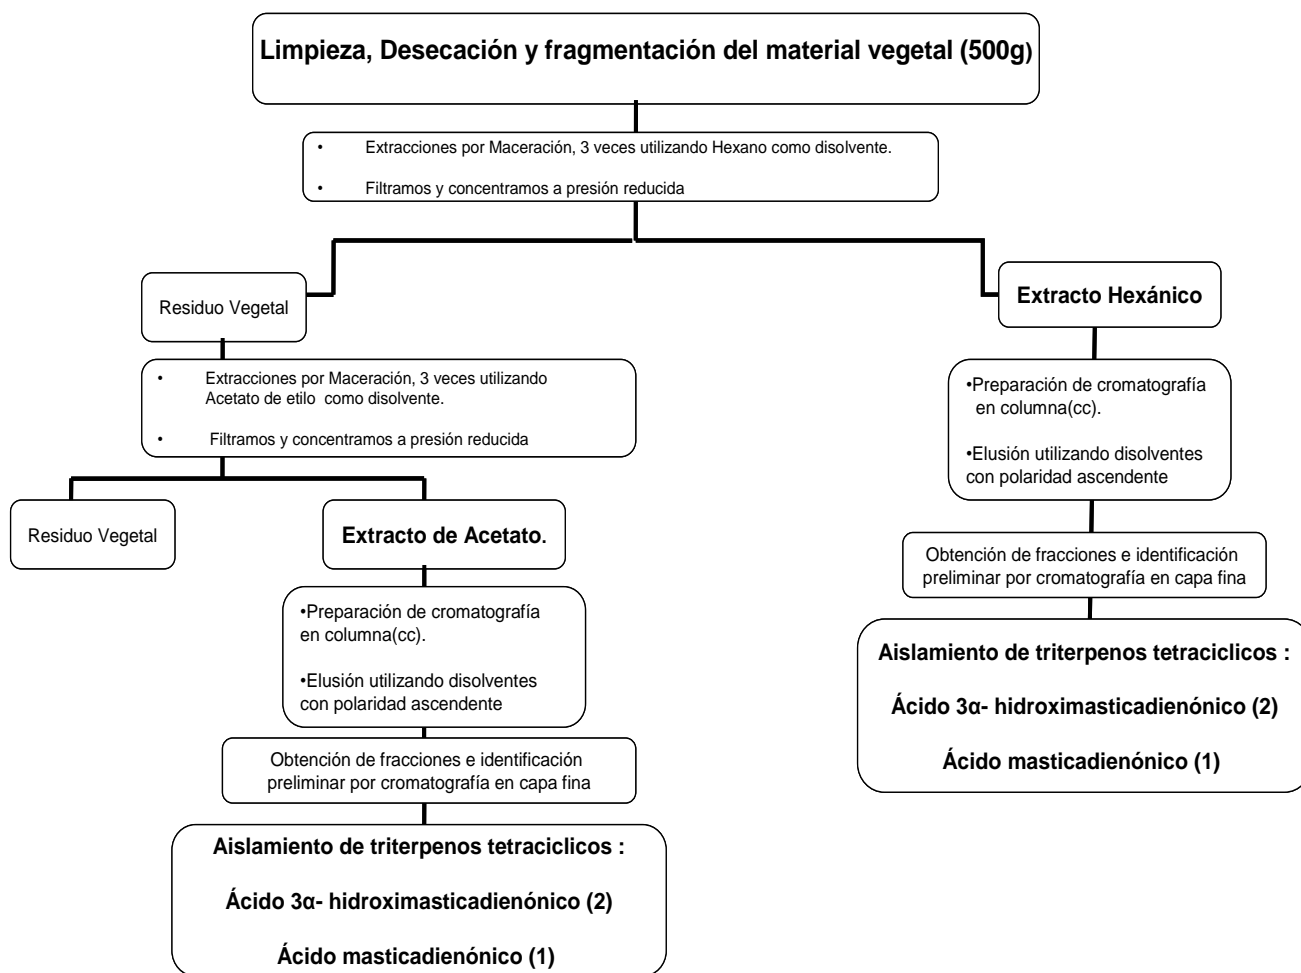 Limpieza, Desecación y fragmentación del material vegetal (500g)
• Extracciones por Maceración, 3 veces utilizando Hexano como disolvente.
• Filtramos y concentramos a presión reducida
Residuo Vegetal
• Extracciones por Maceración, 3 veces utilizando
Acetato de etilo como disolvente.
• Filtramos y concentramos a presión reducida
Residuo Vegetal
Extracto de Acetato.
•Preparación de cromatografía
en columna(cc).
•Elusión utilizando disolventes
con polaridad ascendente
Obtención de fracciones e identificación
preliminar por cromatografía en capa fina
Aislamiento de triterpenos tetraciclicos :
Ácido 3α- hidroximasticadienónico (2)
Ácido masticadienónico (1)
Extracto Hexánico
•Preparación de cromatografía
en columna(cc).
•Elusión utilizando disolventes
con polaridad ascendente
Obtención de fracciones e identificación
preliminar por cromatografía en capa fina
Aislamiento de triterpenos tetraciclicos :
Ácido 3α- hidroximasticadienónico (2)
Ácido masticadienónico (1)